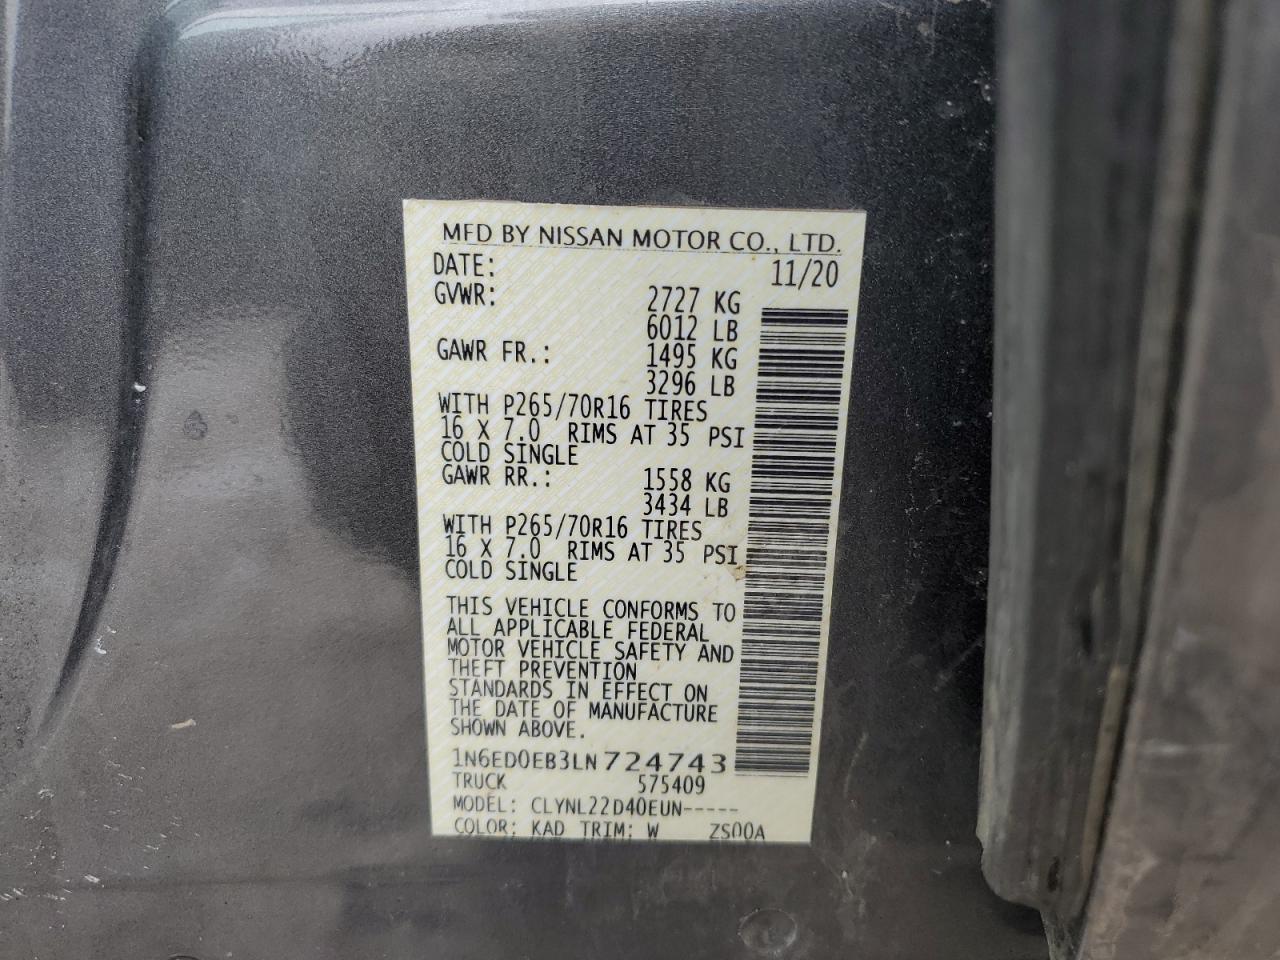 MFD BY NISSAN MOTOR CO., LTD.
DATE: 11/20
GVWR: 2727 KG
6012 LB
GAWR FR.: 1495 KG
3296 LB
WITH P265/70R16 TIRES
16 X 7.0 RIMS AT 35 PSI
COLD SINGLE
GAWR RR.: 1558 KG
3434 LB
WITH P265/70R16 TIRES
16 X 7.0 RIMS AT 35 PSI
COLD SINGLE
THIS VEHICLE CONFORMS TO
ALL APPLICABLE FEDERAL
MOTOR VEHICLE SAFETY AND
THEFT PREVENTION
STANDARDS IN EFFECT ON
THE DATE OF MANUFACTURE
SHOWN ABOVE.
1N6ED0EB3LN724743
TRUCK 575409
MODEL: CLYNL22D40EUN-----
COLOR: KAD TRIM: W ZS00A